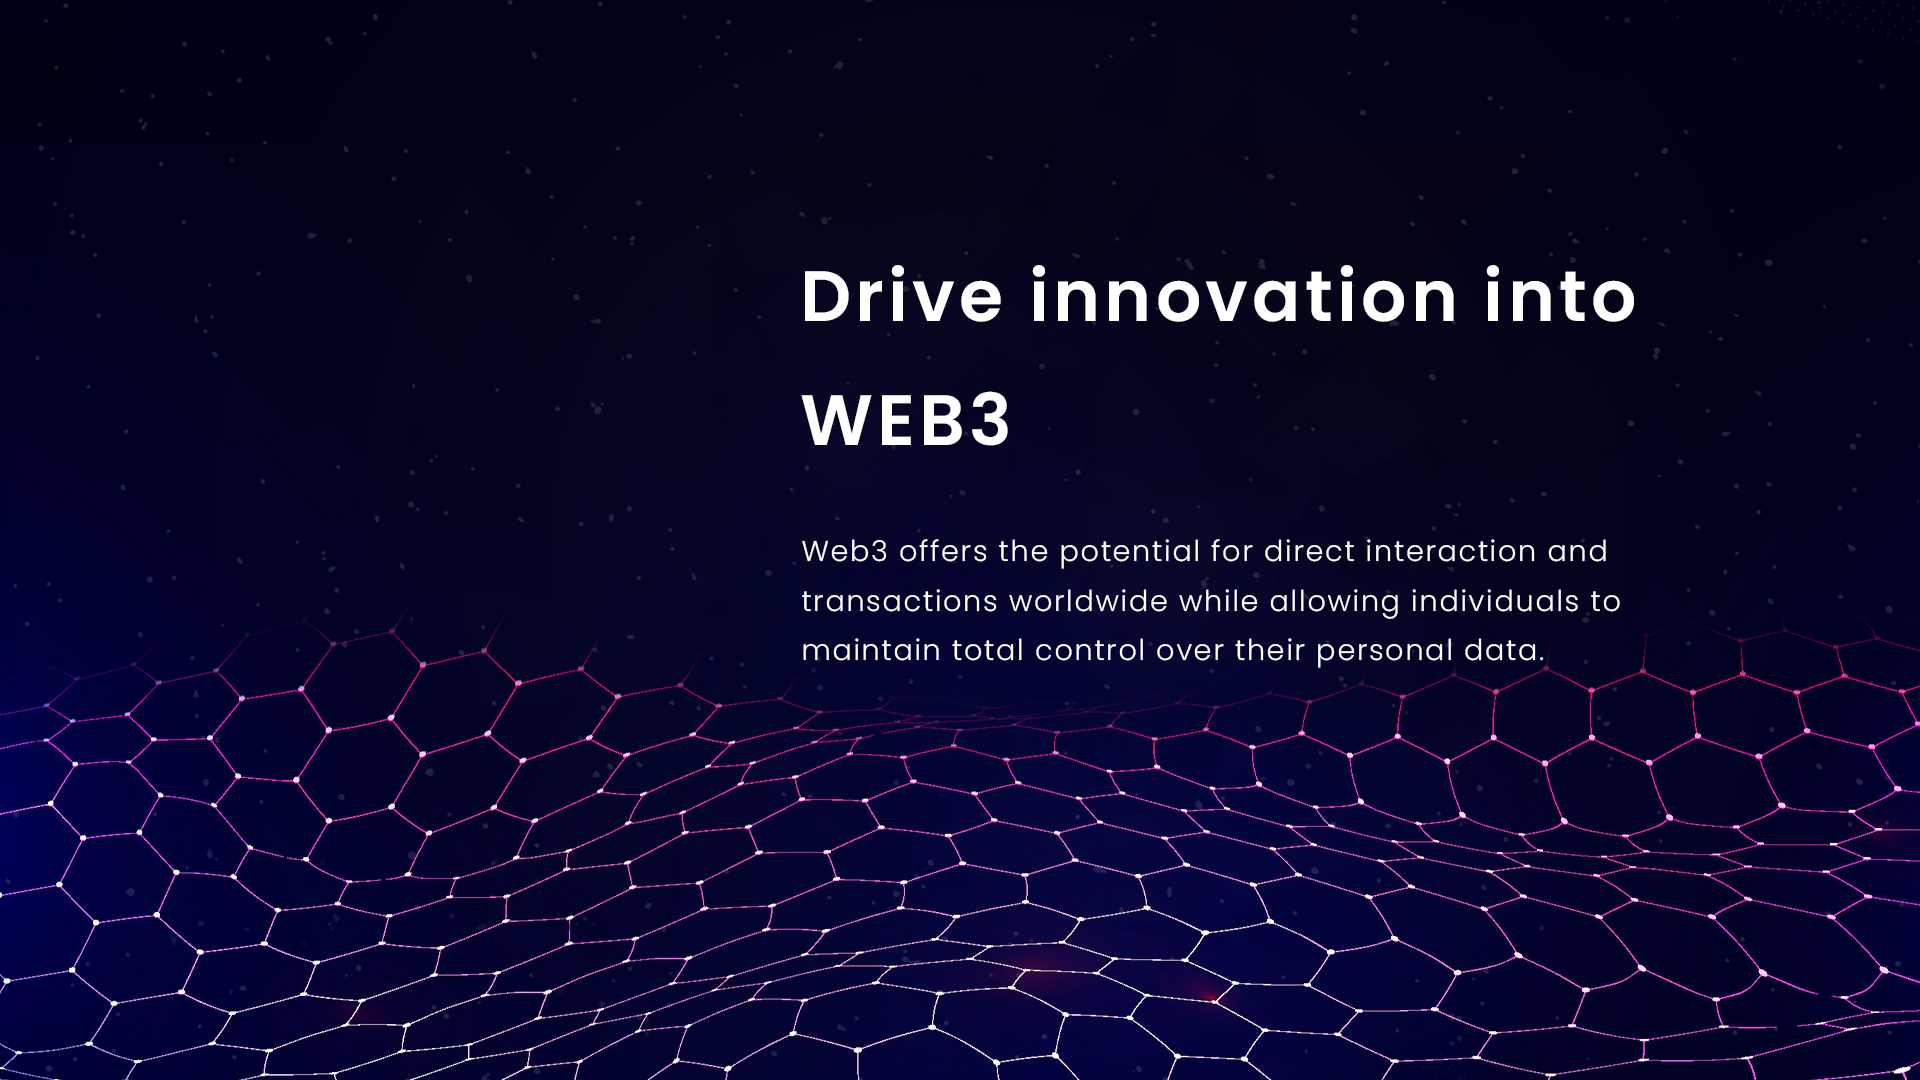 Drive innovation into
WEB3
Web3 offers the potential for direct interaction and
transactions worldwide while allowing individuals to
maintain total control over their personal data.